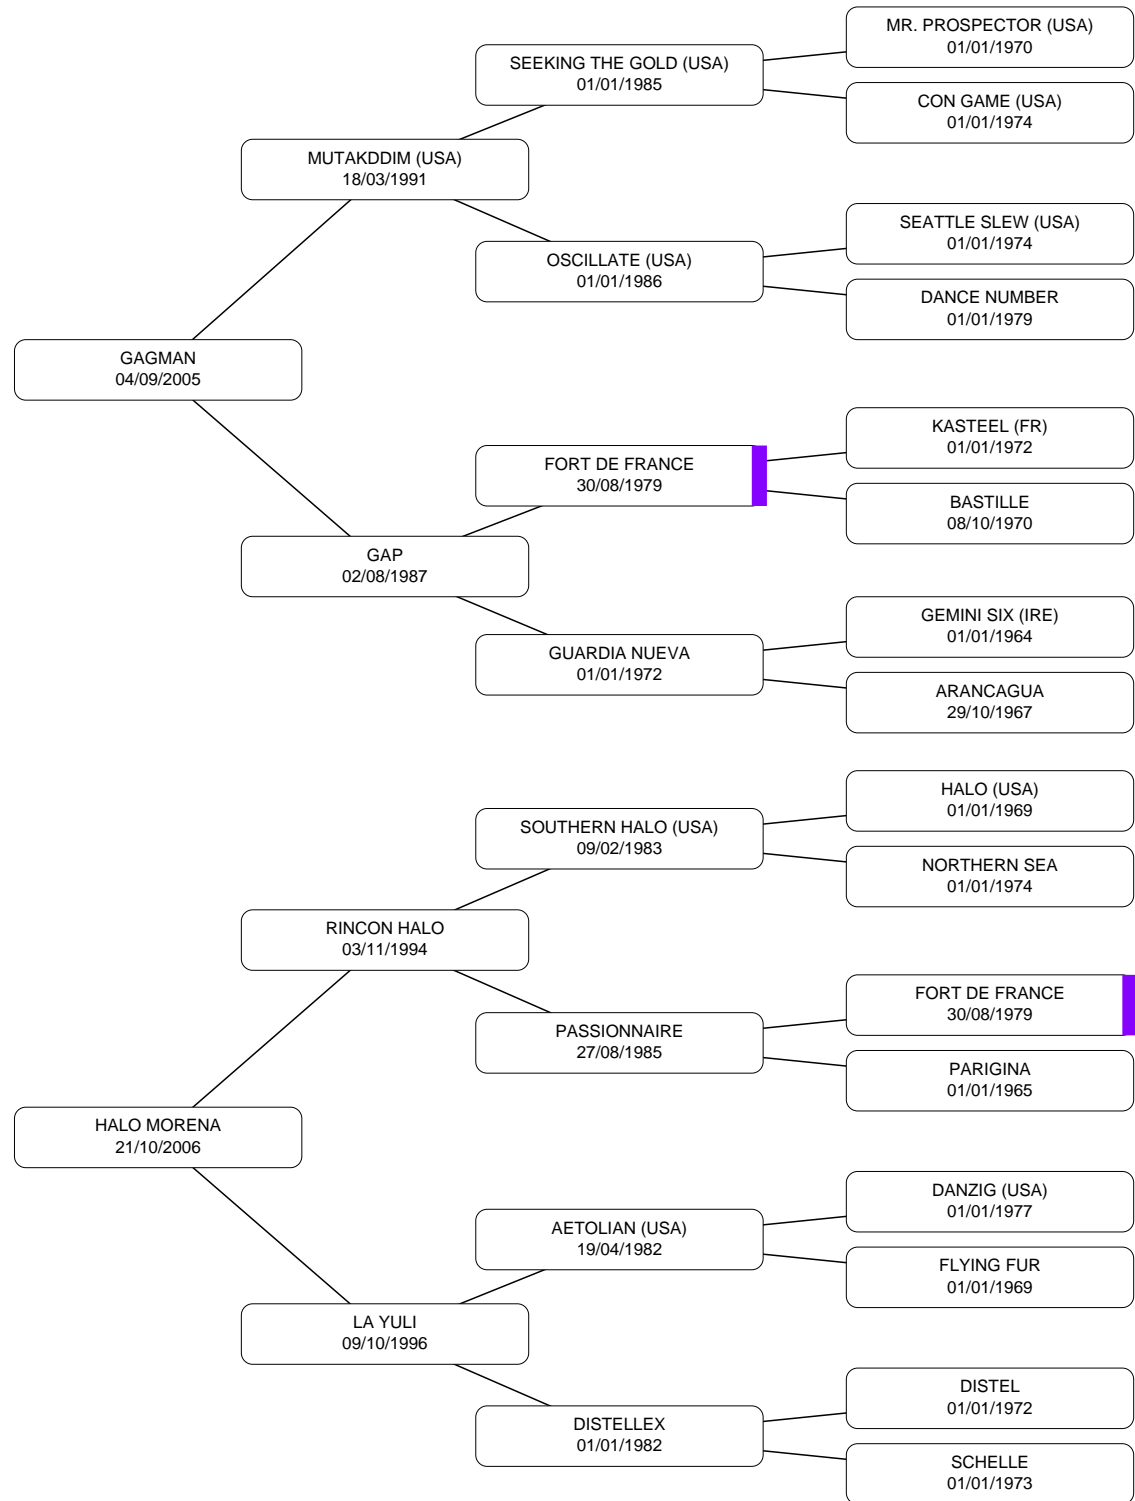 MR. PROSPECTOR (USA)
01/01/1970
SEEKING THE GOLD (USA)
01/01/1985
CON GAME (USA)
01/01/1974
MUTAKDDIM (USA)
18/03/1991
SEATTLE SLEW (USA)
01/01/1974
OSCILLATE (USA)
01/01/1986
DANCE NUMBER
01/01/1979
GAGMAN
04/09/2005
KASTEEL (FR)
01/01/1972
FORT DE FRANCE
30/08/1979
BASTILLE
08/10/1970
GAP
02/08/1987
GEMINI SIX (IRE)
01/01/1964
GUARDIA NUEVA
01/01/1972
ARANCAGUA
29/10/1967
HALO (USA)
01/01/1969
SOUTHERN HALO (USA)
09/02/1983
NORTHERN SEA
01/01/1974
RINCON HALO
03/11/1994
FORT DE FRANCE
30/08/1979
PASSIONNAIRE
27/08/1985
PARIGINA
01/01/1965
HALO MORENA
21/10/2006
DANZIG (USA)
01/01/1977
AETOLIAN (USA)
19/04/1982
FLYING FUR
01/01/1969
LA YULI
09/10/1996
DISTEL
01/01/1972
DISTELLEX
01/01/1982
SCHELLE
01/01/1973